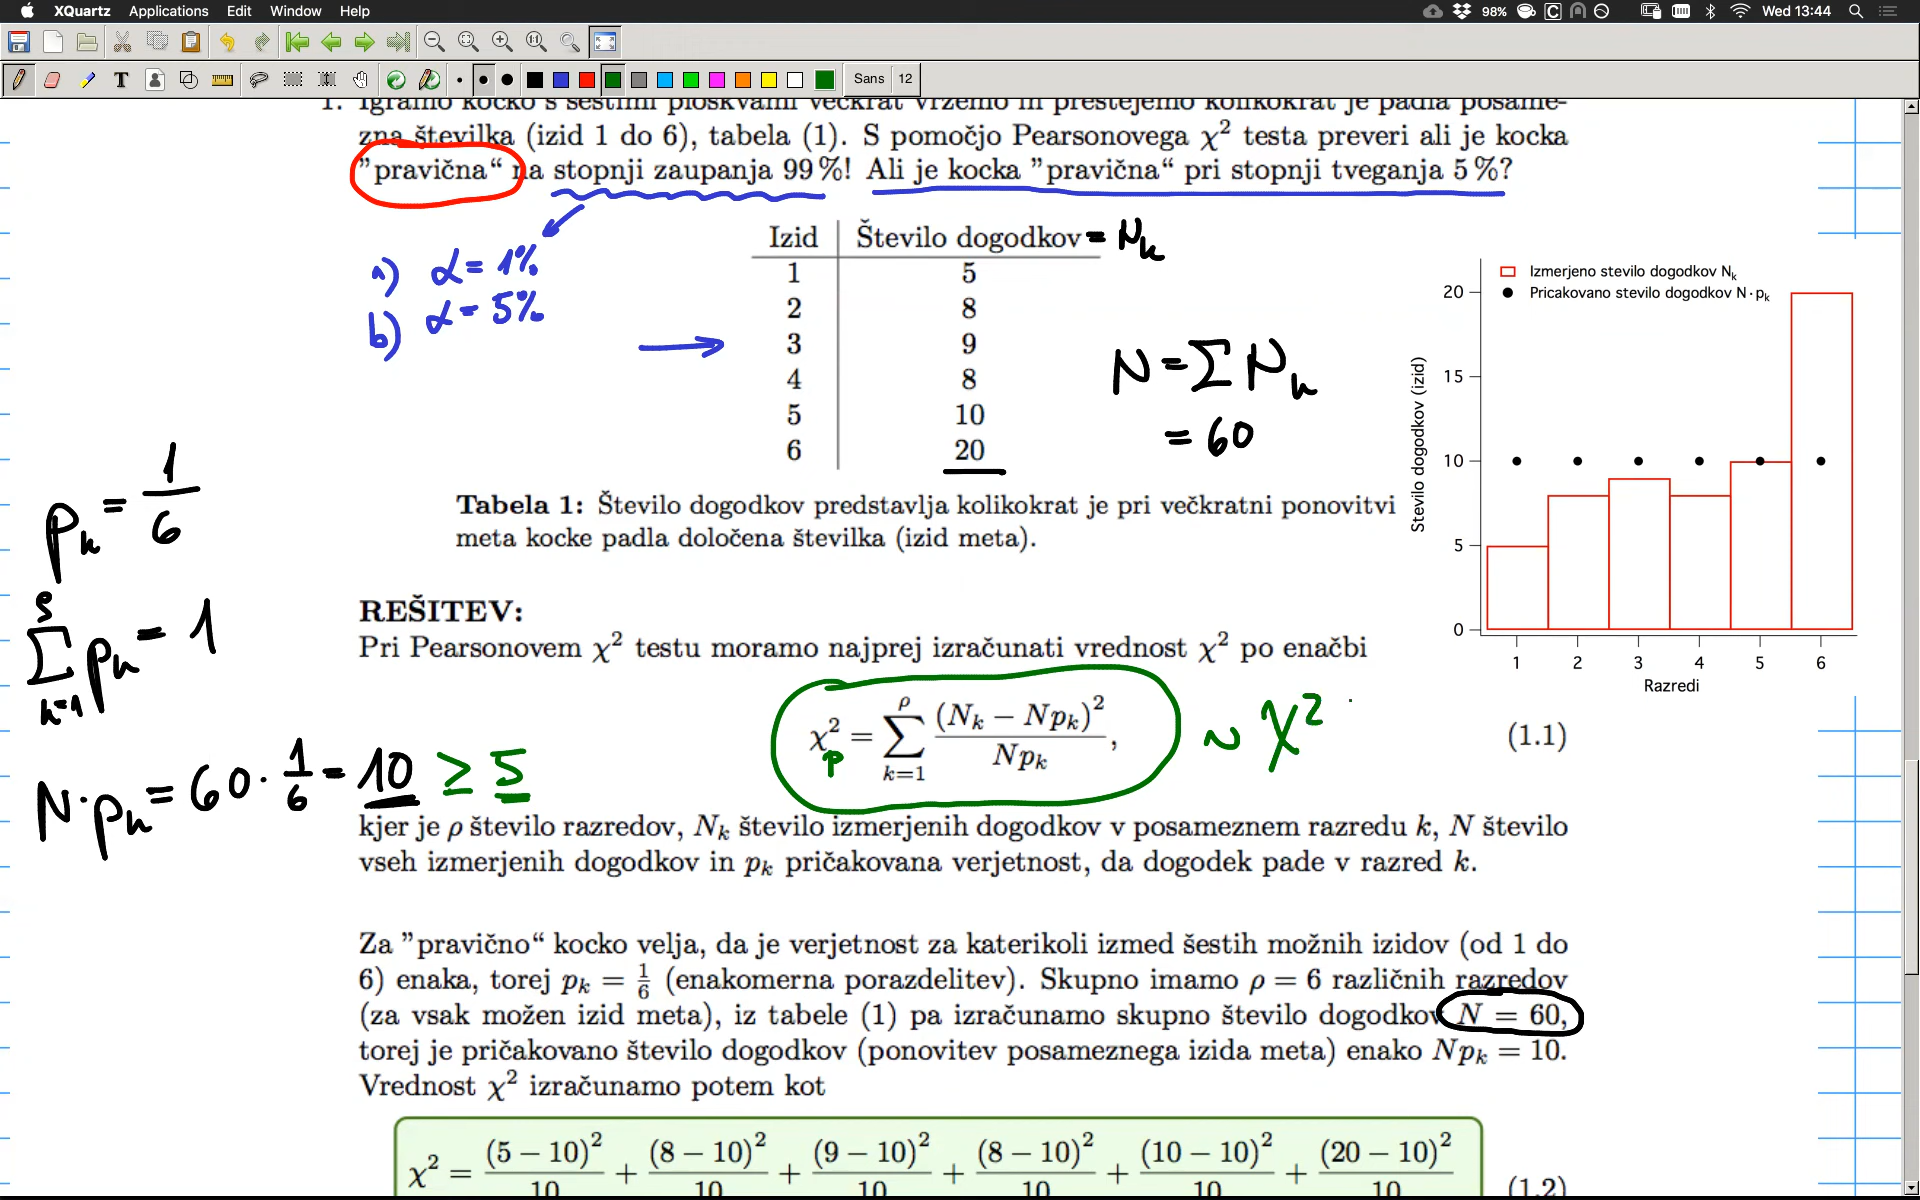 XQuartz Applications Edit Window Help
98% Wed 13:44
Sans 12
1. Igralno kocko s šestimi ploskvami večkrat vržemo in preštejemo kolikokrat je padla posame-
zna številka (izid 1 do 6), tabela (1). S pomočjo Pearsonovega χ² testa preveri ali je kocka
"pravična" na stopnji zaupanja 99 %! Ali je kocka "pravična" pri stopnji tveganja 5 %?
a) α = 1%
b) α = 5%
Izid Število dogodkov = N_k
1 5
2 8
3 9
4 8
5 10
6 20
N = Σ N_k
= 60
Tabela 1: Število dogodkov predstavlja kolikokrat je pri večkratni ponovitvi
meta kocke padla določena številka (izid meta).
Izmerjeno stevilo dogodkov N_k
Pricakovano stevilo dogodkov N·p_k
Stevilo dogodkov (izid)
20
15
10
5
0
1 2 3 4 5 6
Razredi
p_k = 1/6
Σ_{k=1}^{ρ} p_k = 1
N·p_k = 60 · 1/6 = 10 ≥ 5
REŠITEV:
Pri Pearsonovem χ² testu moramo najprej izračunati vrednost χ² po enačbi
χ²_p = Σ_{k=1}^{ρ} (N_k − Np_k)² / Np_k, ~ χ² (1.1)
kjer je ρ število razredov, N_k število izmerjenih dogodkov v posameznem razredu k, N število
vseh izmerjenih dogodkov in p_k pričakovana verjetnost, da dogodek pade v razred k.
Za "pravično" kocko velja, da je verjetnost za katerikoli izmed šestih možnih izidov (od 1 do
6) enaka, torej p_k = 1/6 (enakomerna porazdelitev). Skupno imamo ρ = 6 različnih razredov
(za vsak možen izid meta), iz tabele (1) pa izračunamo skupno število dogodkov N = 60,
torej je pričakovano število dogodkov (ponovitev posameznega izida meta) enako Np_k = 10.
Vrednost χ² izračunamo potem kot
χ² = (5 − 10)²/10 + (8 − 10)²/10 + (9 − 10)²/10 + (8 − 10)²/10 + (10 − 10)²/10 + (20 − 10)²/10 (1.2)